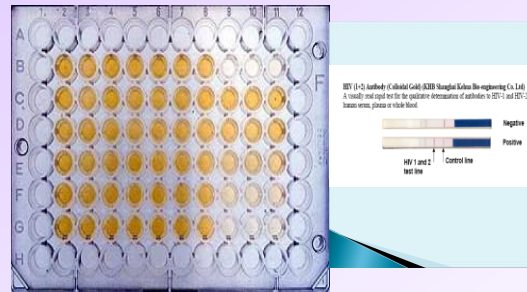 1 2 3 4 5 6 7 8 9 10 11 12
A
B
C
D
E
F
G
H
F
HIV (1+2) Antibody (Colloidal Gold) (KHB Shanghai Kehua Bio-engineering Co. Ltd)
A visually read rapid test for the qualitative determination of antibodies to HIV-1 and HIV-2
human serum, plasma or whole blood
Negative
Positive
HIV 1 and 2
test line
Control line